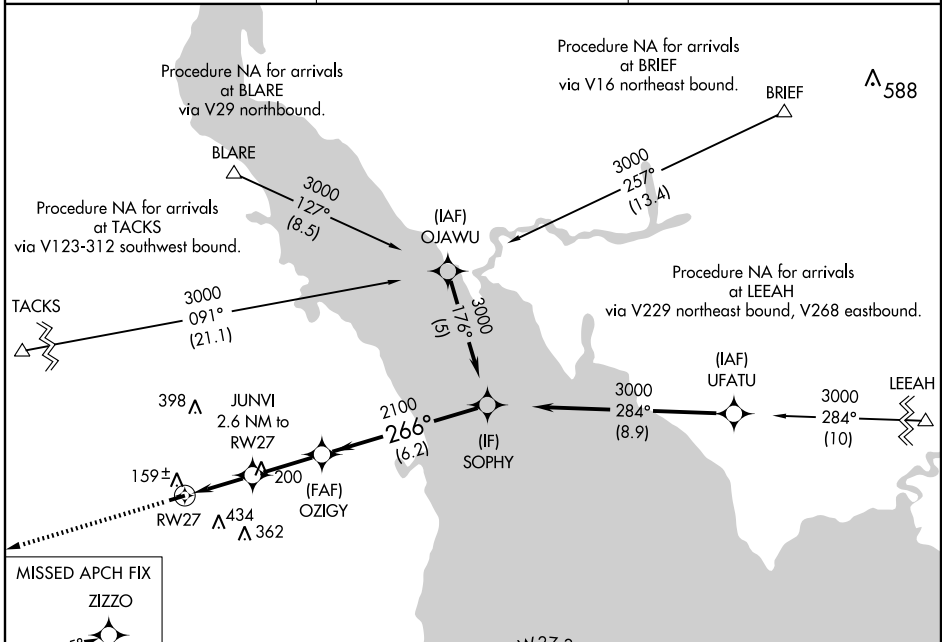 Procedure NA for arrivals
at BLARE
via V29 northbound.
Procedure NA for arrivals
at BRIEF
via V16 northeast bound.
588
BRIEF
BLARE
3000
127°
(8.5)
3000
257°
(13.4)
Procedure NA for arrivals
at TACKS
via V123-312 southwest bound.
(IAF)
OJAWU
Procedure NA for arrivals
at LEEAH
via V229 northeast bound, V268 eastbound.
TACKS
3000
091°
(21.1)
3000
176°
(5)
(IAF)
UFATU
LEEAH
3000
284°
(8.9)
3000
284°
(10)
398
JUNVI
2.6 NM to
RW27
2100
266°
(6.2)
(IF)
SOPHY
159±
200
(FAF)
OZIGY
RW27
434
362
MISSED APCH FIX
ZIZZO